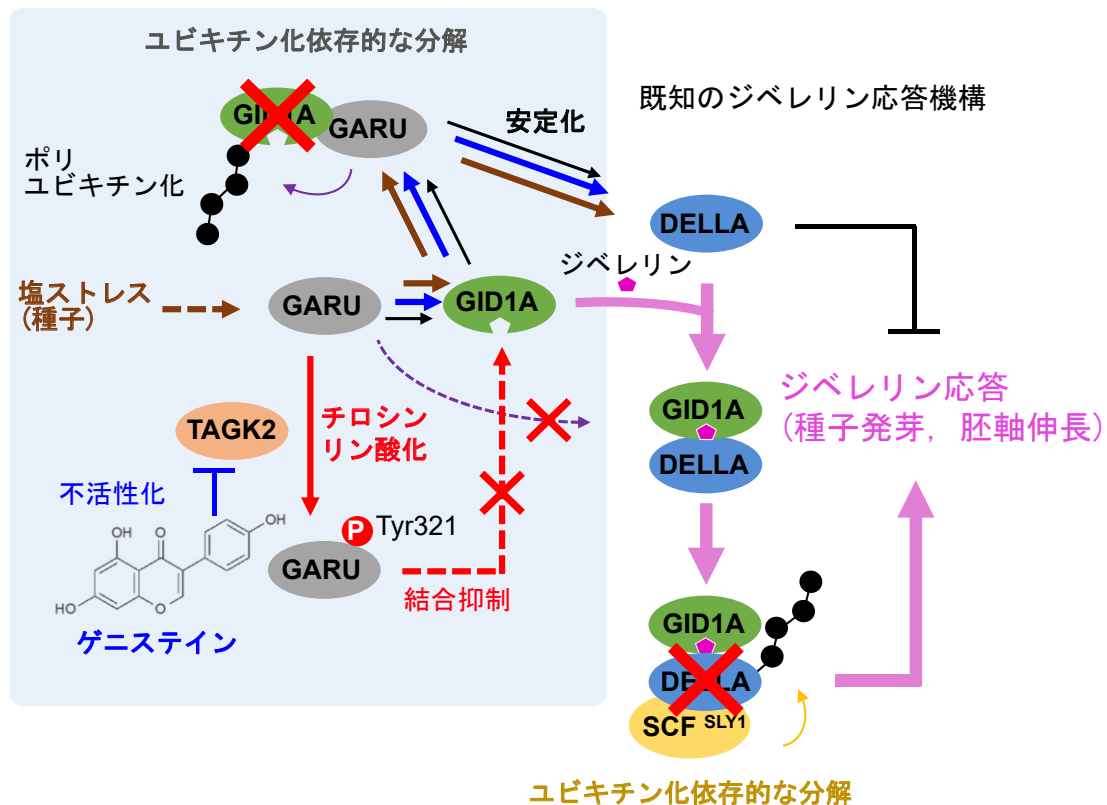 ユビキチン化依存的な分解
GID1A
GARU
ポリ
ユビキチン化
安定化
既知のジベレリン応答機構
DELLA
ジベレリン
塩ストレス
(種子)
GARU
GID1A
TAGK2
チロシン
リン酸化
GID1A
DELLA
ジベレリン応答
(種子発芽, 胚軸伸長)
不活性化
OH
O
OH
HO
O
P
Tyr321
GARU
結合抑制
ゲニステイン
GID1A
DELLA
SCF SLY1
ユビキチン化依存的な分解